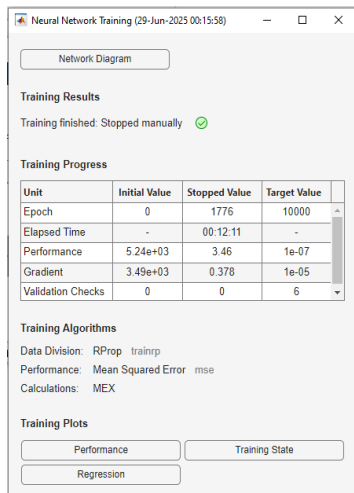 Neural Network Training (29-Jun-2025 00:15:58)
Network Diagram
Training Results
Training finished: Stopped manually
Training Progress
Unit Initial Value Stopped Value Target Value
Epoch 0 1776 10000
Elapsed Time - 00:12:11 -
Performance 5.24e+03 3.46 1e-07
Gradient 3.49e+03 0.378 1e-05
Validation Checks 0 0 6
Training Algorithms
Data Division: RProp trainrp
Performance: Mean Squared Error mse
Calculations: MEX
Training Plots
Performance Training State
Regression